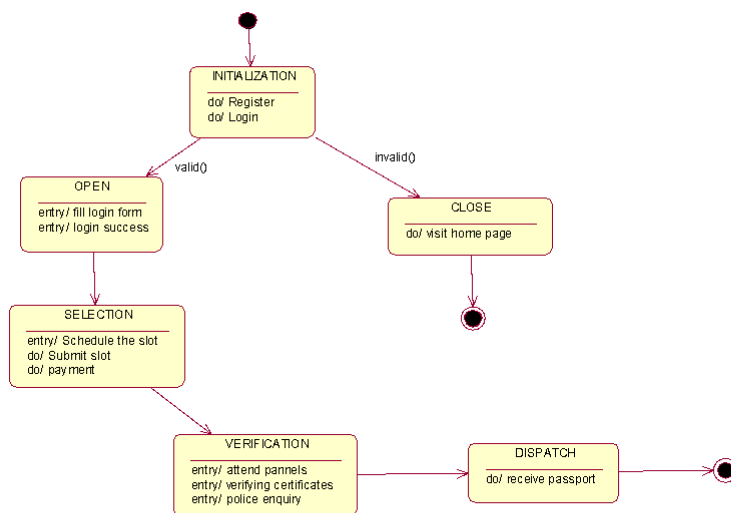 INITIALIZATION
do/ Register
do/ Login
valid()
invalid()
OPEN
entry/ fill login form
entry/ login success
CLOSE
do/ visit home page
SELECTION
entry/ Schedule the slot
do/ Submit slot
do/ payment
VERIFICATION
entry/ attend pannels
entry/ verifying certificates
entry/ police enquiry
DISPATCH
do/ receive passport